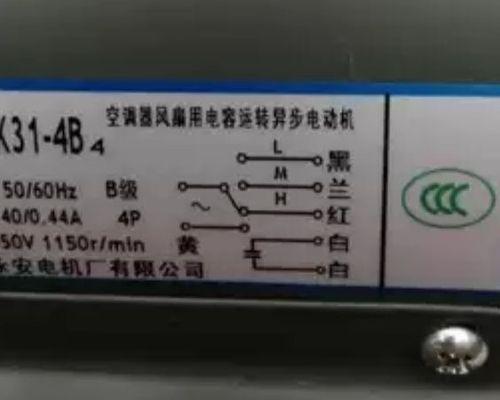 空调器风扇用电容运转异步电动机
K31-4B4
50/60Hz B级
40/0.44A 4P
50V 1150r/min
永安电机厂有限公司
L 黑
M 兰
H 红
~
黄 白
白
CCC